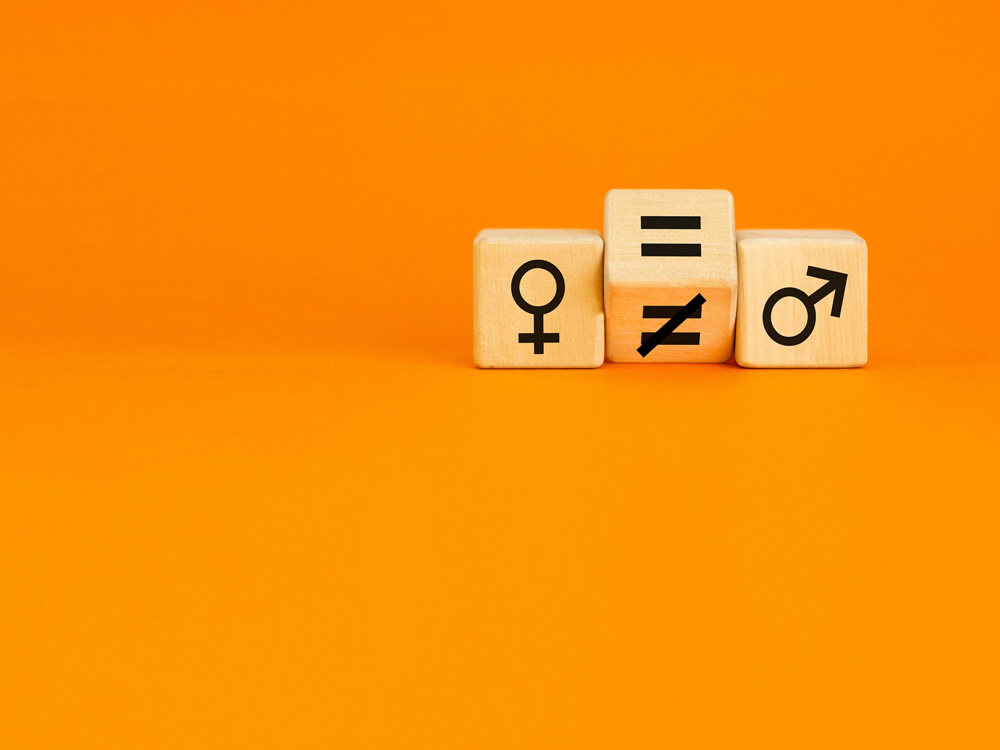 =
♀ ≠ ♂